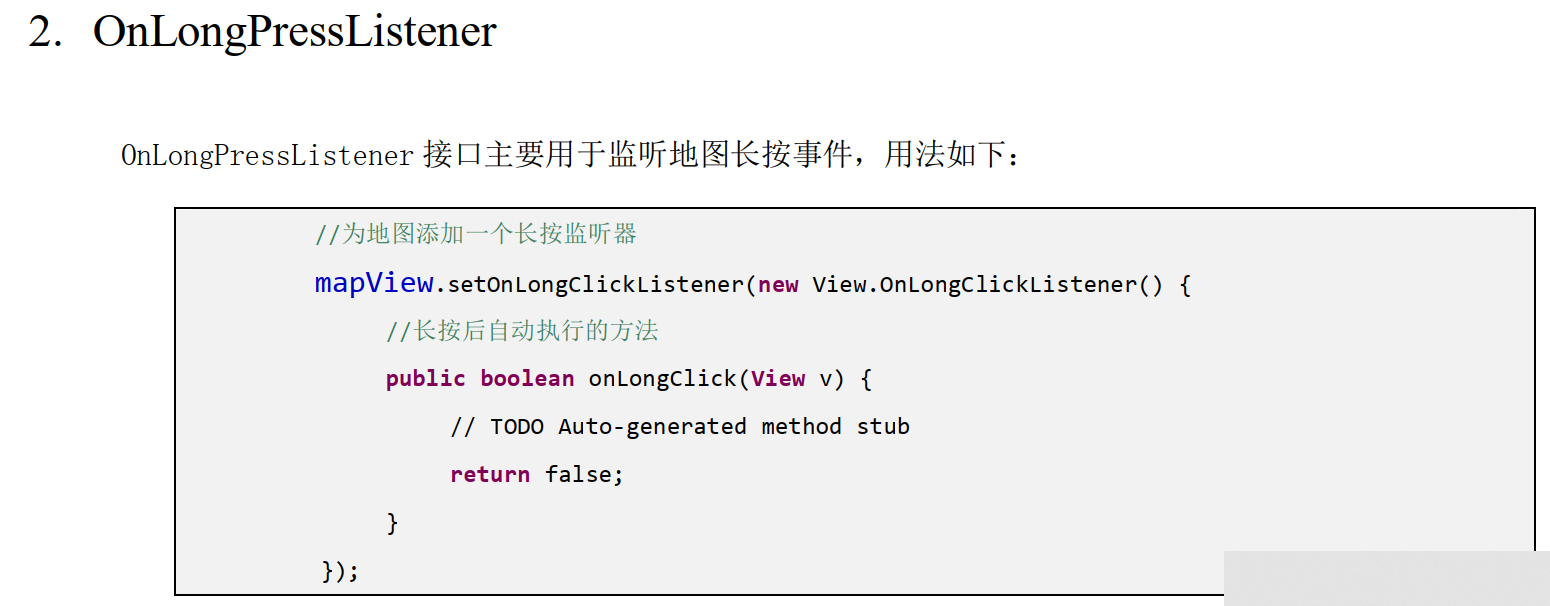 2. OnLongPressListener
OnLongPressListener 接口主要用于监听地图长按事件，用法如下：
//为地图添加一个长按监听器
mapView.setOnLongClickListener(new View.OnLongClickListener() {
//长按后自动执行的方法
public boolean onLongClick(View v) {
// TODO Auto-generated method stub
return false;
}
});